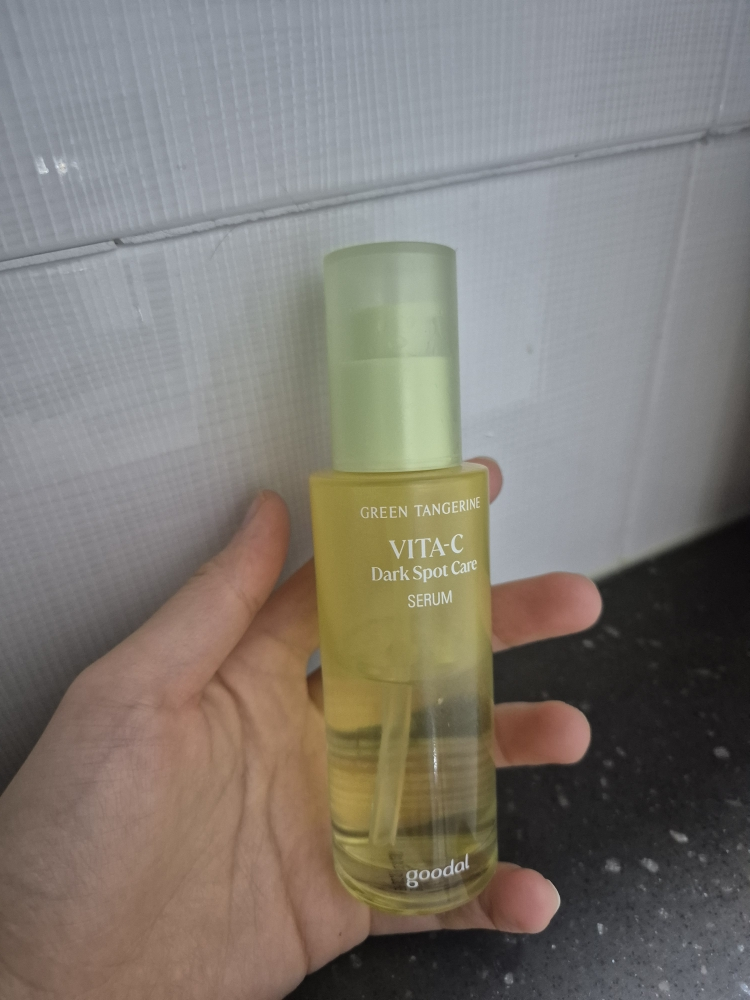 GREEN TANGERINE
VITA-C
Dark Spot Care
SERUM
goodal